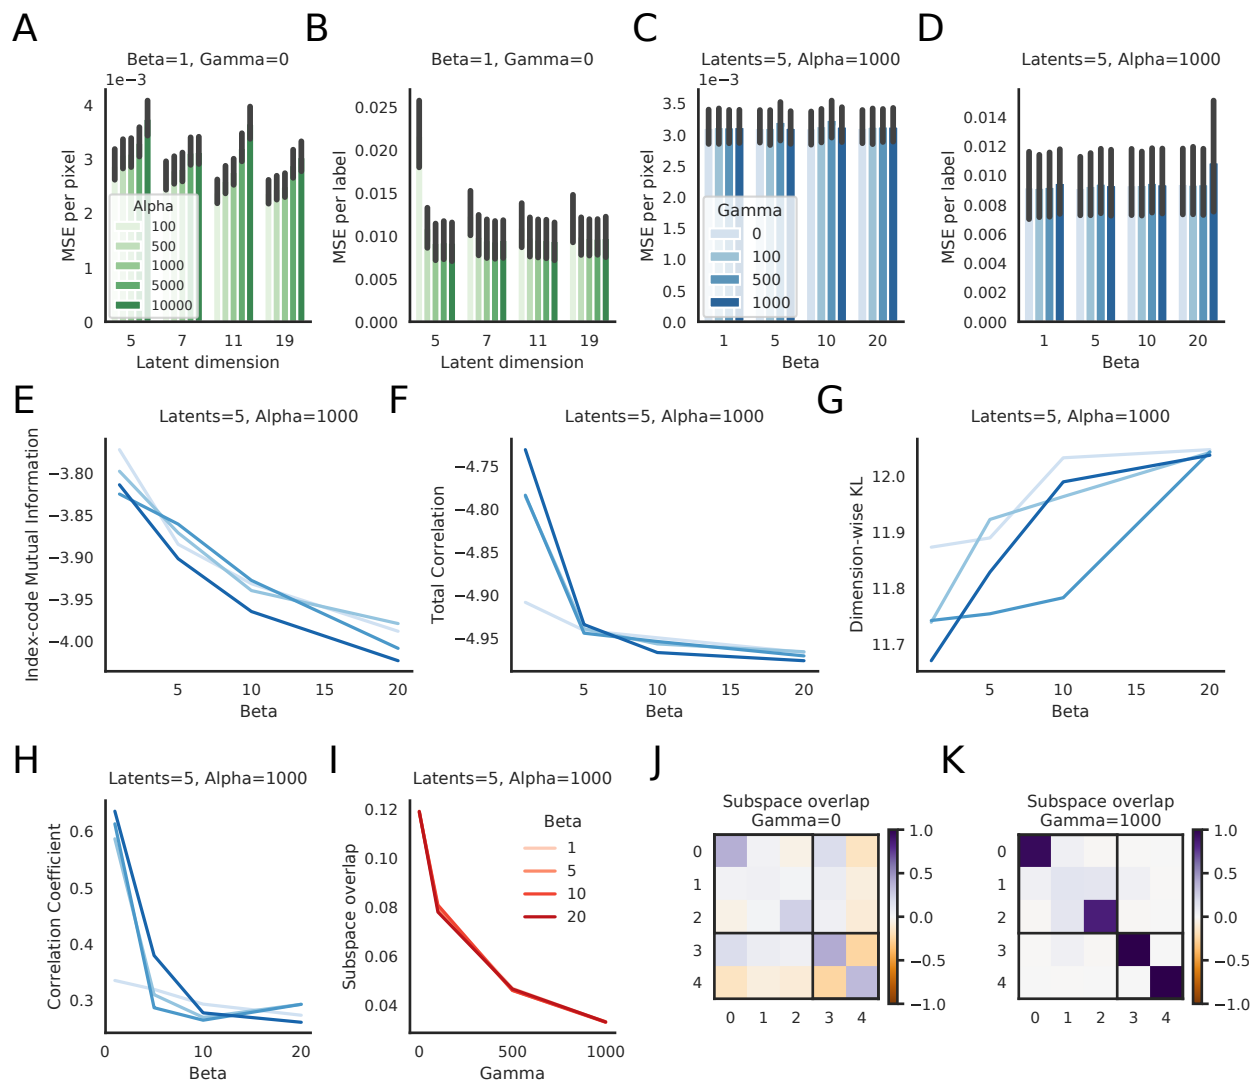 A
Beta=1, Gamma=0
1e−3
MSE per pixel
4
3
2
1
0
Alpha
100
500
1000
5000
10000
5 7 11 19
Latent dimension
B
Beta=1, Gamma=0
MSE per label
0.025
0.020
0.015
0.010
0.005
0.000
5 7 11 19
Latent dimension
C
Latents=5, Alpha=1000
1e−3
MSE per pixel
3.5
3.0
2.5
2.0
1.5
1.0
0.5
0.0
Gamma
0
100
500
1000
1 5 10 20
Beta
D
Latents=5, Alpha=1000
MSE per label
0.014
0.012
0.010
0.008
0.006
0.004
0.002
0.000
1 5 10 20
Beta
E
Latents=5, Alpha=1000
Index-code Mutual Information
−3.80
−3.85
−3.90
−3.95
−4.00
5 10 15 20
Beta
F
Latents=5, Alpha=1000
Total Correlation
−4.75
−4.80
−4.85
−4.90
−4.95
5 10 15 20
Beta
G
Latents=5, Alpha=1000
Dimension-wise KL
12.0
11.9
11.8
11.7
5 10 15 20
Beta
H
Latents=5, Alpha=1000
Correlation Coefficient
0.6
0.5
0.4
0.3
0 10 20
Beta
I
Latents=5, Alpha=1000
Subspace overlap
0.12
0.10
0.08
0.06
0.04
Beta
1
5
10
20
0 500 1000
Gamma
J
Subspace overlap
Gamma=0
0
1
2
3
4
0 1 2 3 4
1.0
0.5
0.0
−0.5
−1.0
K
Subspace overlap
Gamma=1000
0
1
2
3
4
0 1 2 3 4
1.0
0.5
0.0
−0.5
−1.0